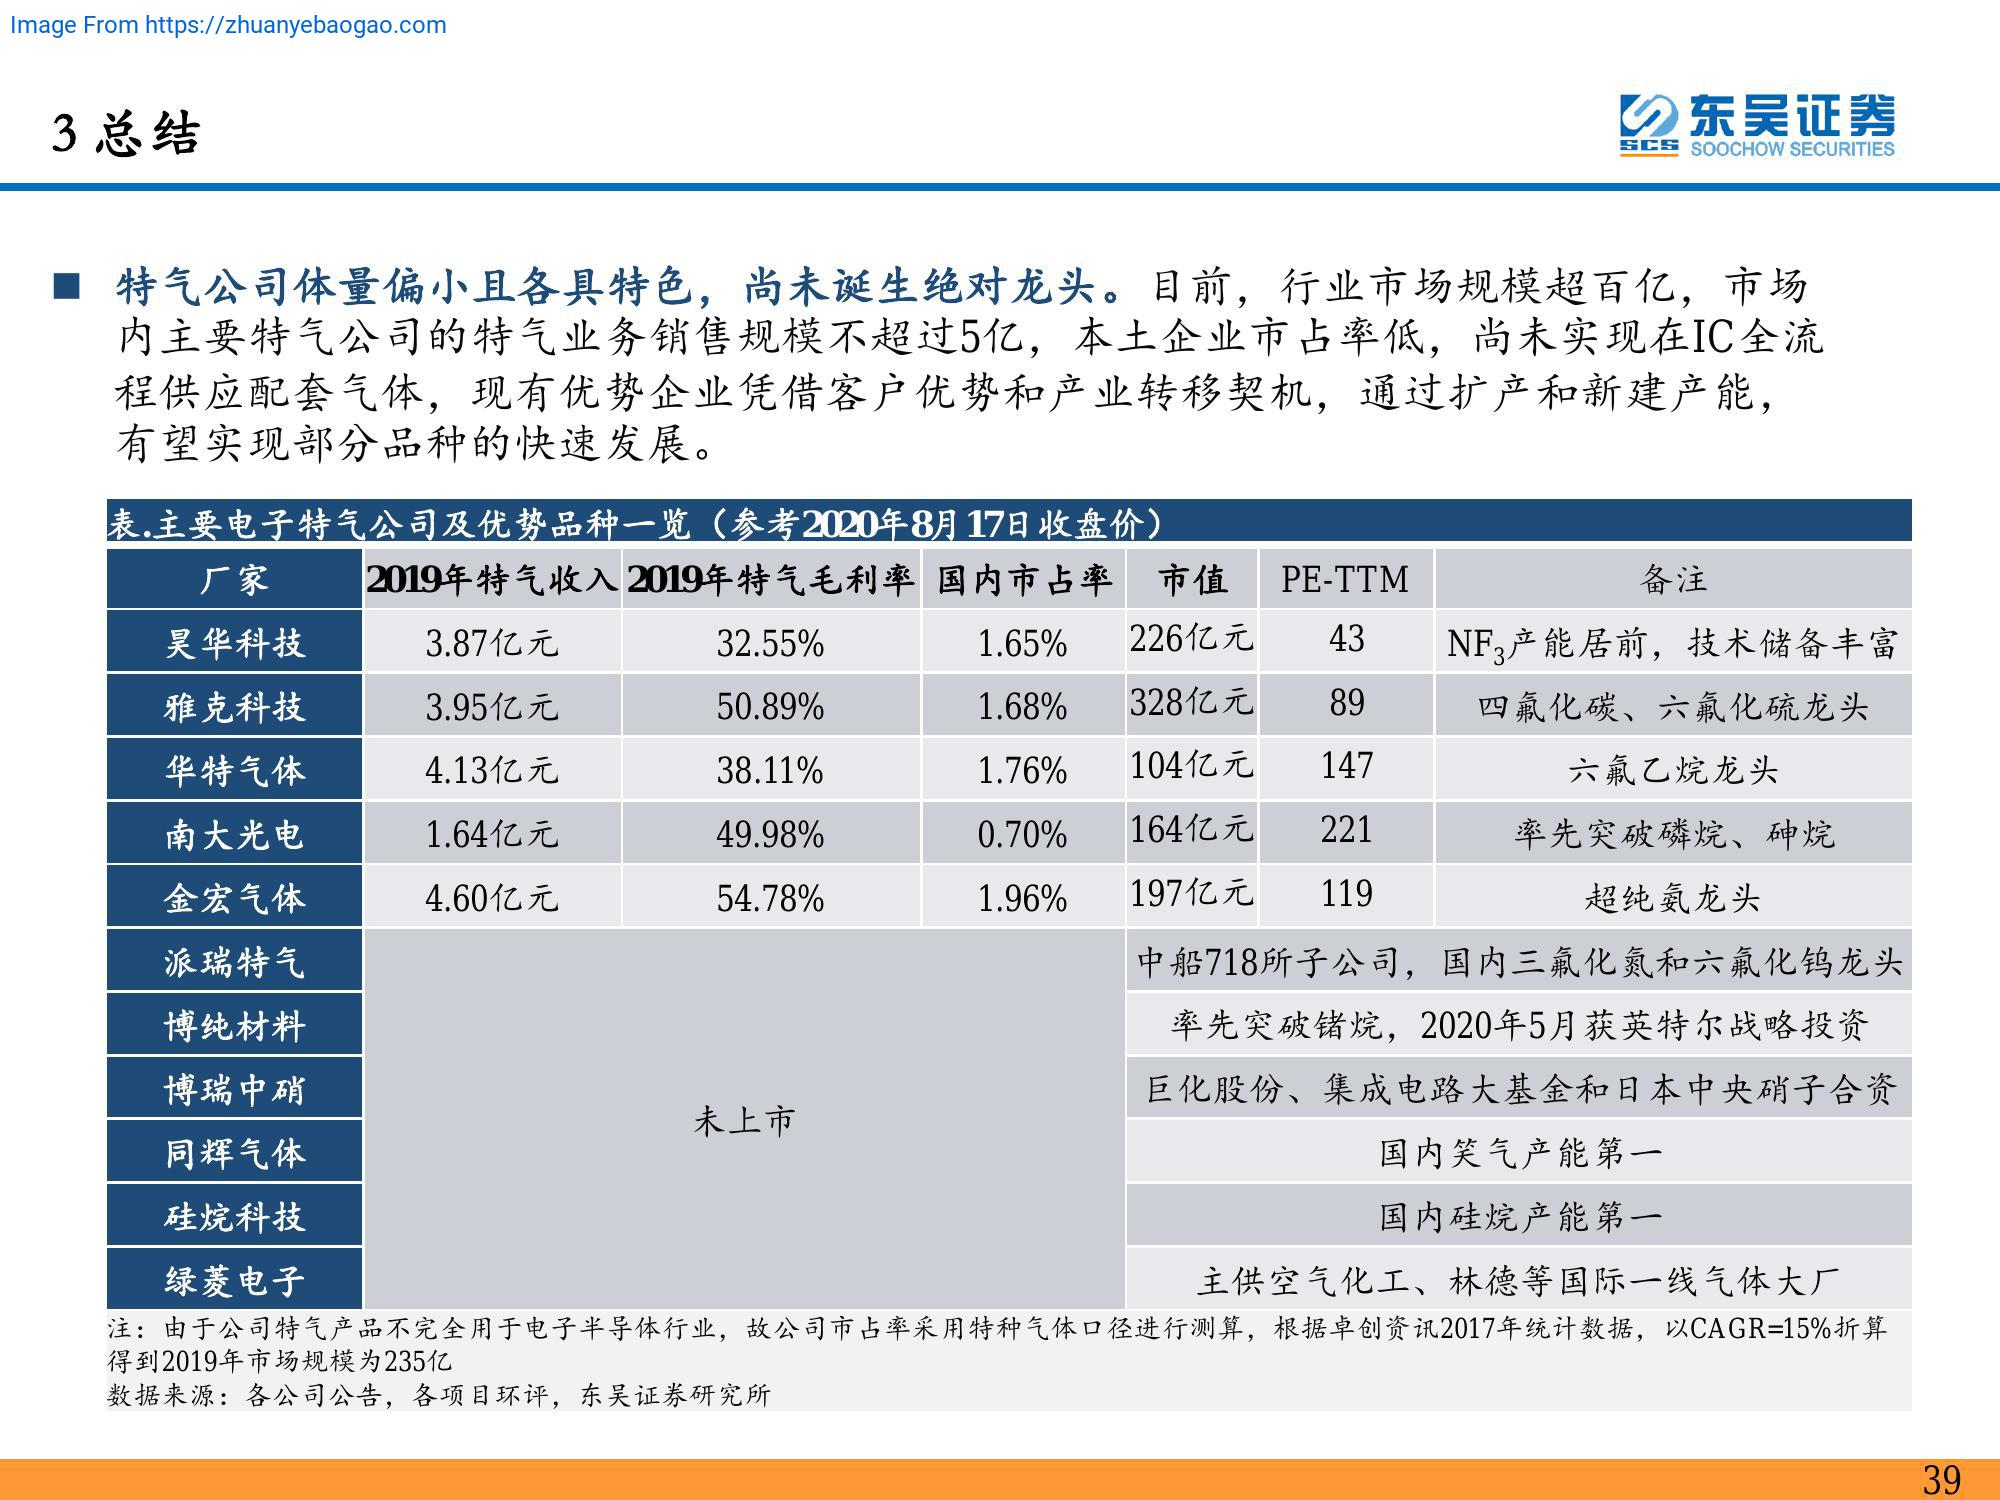 Image From https://zhuanyebaogao.com
3 总结
东吴证券
SCS SOOCHOW SECURITIES
特气公司体量偏小且各具特色，尚未诞生绝对龙头。目前，行业市场规模超百亿，市场
内主要特气公司的特气业务销售规模不超过5亿，本土企业市占率低，尚未实现在IC全流
程供应配套气体，现有优势企业凭借客户优势和产业转移契机，通过扩产和新建产能，
有望实现部分品种的快速发展。
表.主要电子特气公司及优势品种一览（参考2020年8月17日收盘价）
厂家 2019年特气收入 2019年特气毛利率 国内市占率 市值 PE-TTM 备注
昊华科技 3.87亿元 32.55% 1.65% 226亿元 43 NF₃产能居前，技术储备丰富
雅克科技 3.95亿元 50.89% 1.68% 328亿元 89 四氟化碳、六氟化硫龙头
华特气体 4.13亿元 38.11% 1.76% 104亿元 147 六氟乙烷龙头
南大光电 1.64亿元 49.98% 0.70% 164亿元 221 率先突破磷烷、砷烷
金宏气体 4.60亿元 54.78% 1.96% 197亿元 119 超纯氨龙头
派瑞特气 中船718所子公司，国内三氟化氮和六氟化钨龙头
博纯材料 率先突破锗烷，2020年5月获英特尔战略投资
博瑞中硝 巨化股份、集成电路大基金和日本中央硝子合资
未上市
同辉气体 国内笑气产能第一
硅烷科技 国内硅烷产能第一
绿菱电子 主供空气化工、林德等国际一线气体大厂
注：由于公司特气产品不完全用于电子半导体行业，故公司市占率采用特种气体口径进行测算，根据卓创资讯2017年统计数据，以CAGR=15%折算
得到2019年市场规模为235亿
数据来源：各公司公告，各项目环评，东吴证券研究所
39